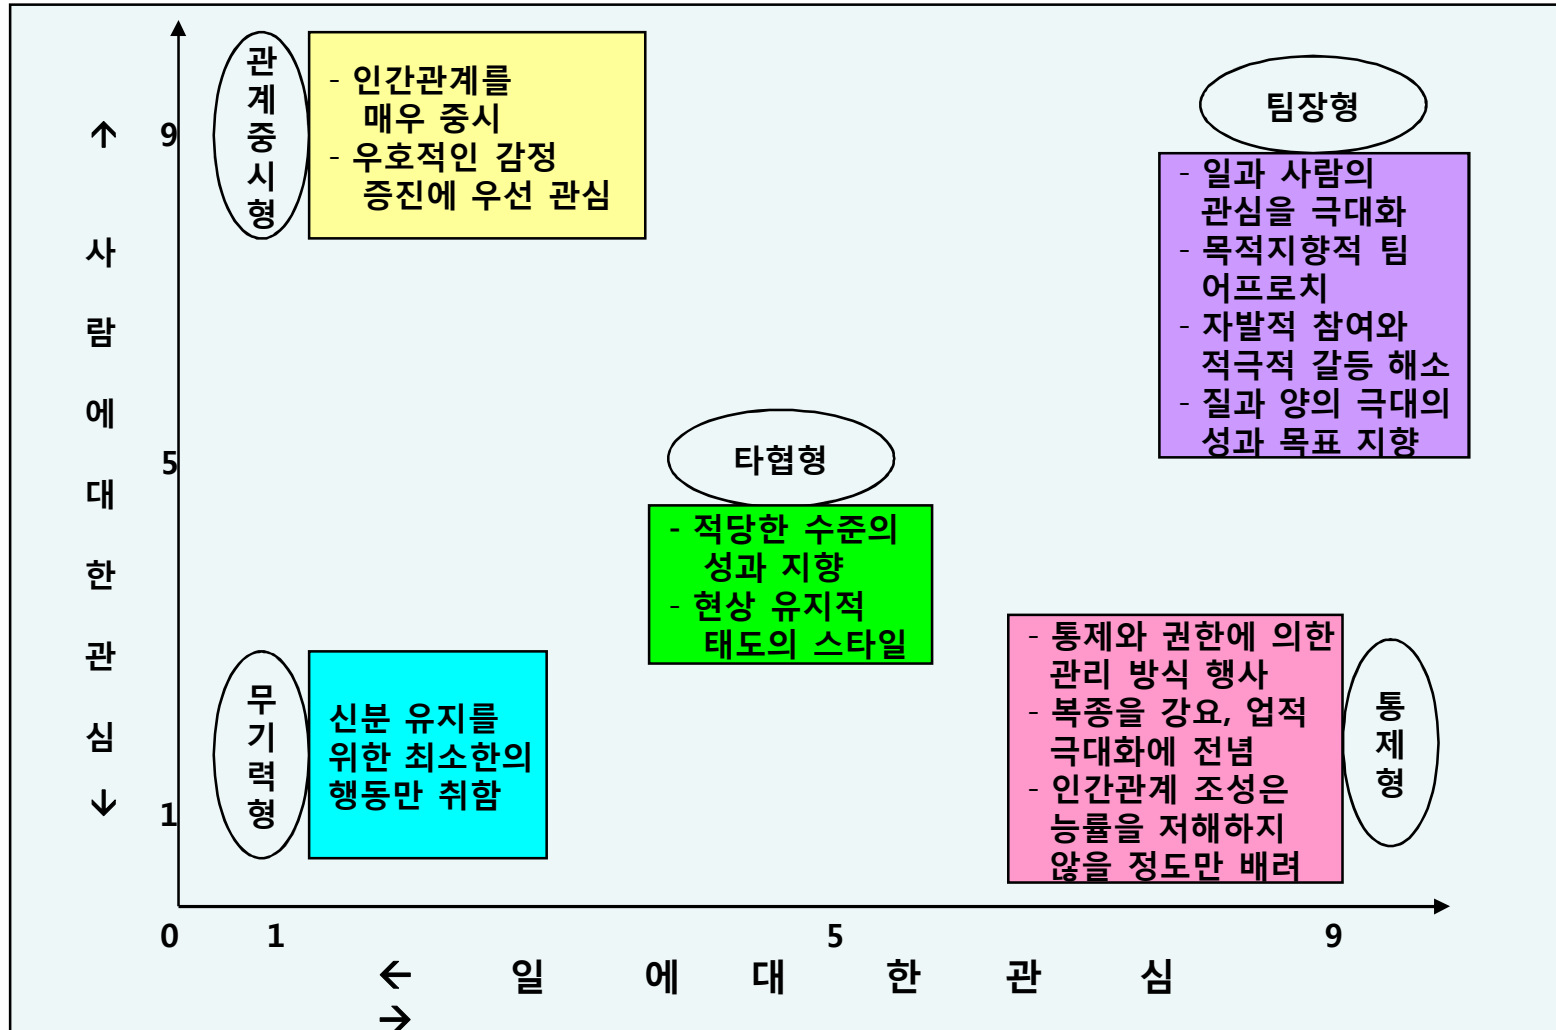 관계중시형
- 인간관계를
매우 중시
- 우호적인 감정
증진에 우선 관심
팀장형
- 일과 사람의
관심을 극대화
- 목적지향적 팀
어프로치
- 자발적 참여와
적극적 갈등 해소
- 질과 양의 극대의
성과 목표 지향
타협형
- 적당한 수준의
성과 지향
- 현상 유지적
태도의 스타일
무기력형
신분 유지를
위한 최소한의
행동만 취함
- 통제와 권한에 의한
관리 방식 행사
- 복종을 강요, 업적
극대화에 전념
- 인간관계 조성은
능률을 저해하지
않을 정도만 배려
통제형
↑ 사람에대한관심 ↓
9
5
1
0 1 5 9
← 일 에 대 한 관 심
→